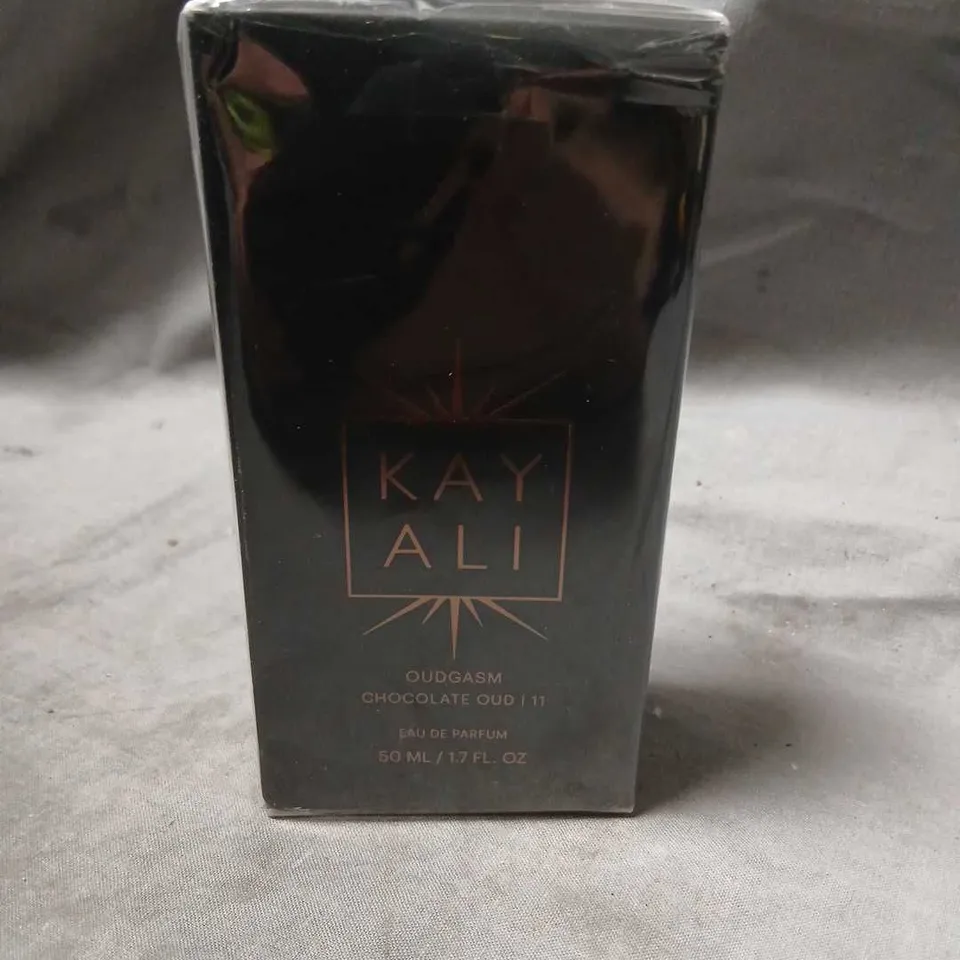 KAY
ALI
OUDGASM
CHOCOLATE OUD | 11
EAU DE PARFUM
50 ML / 1.7 FL. OZ